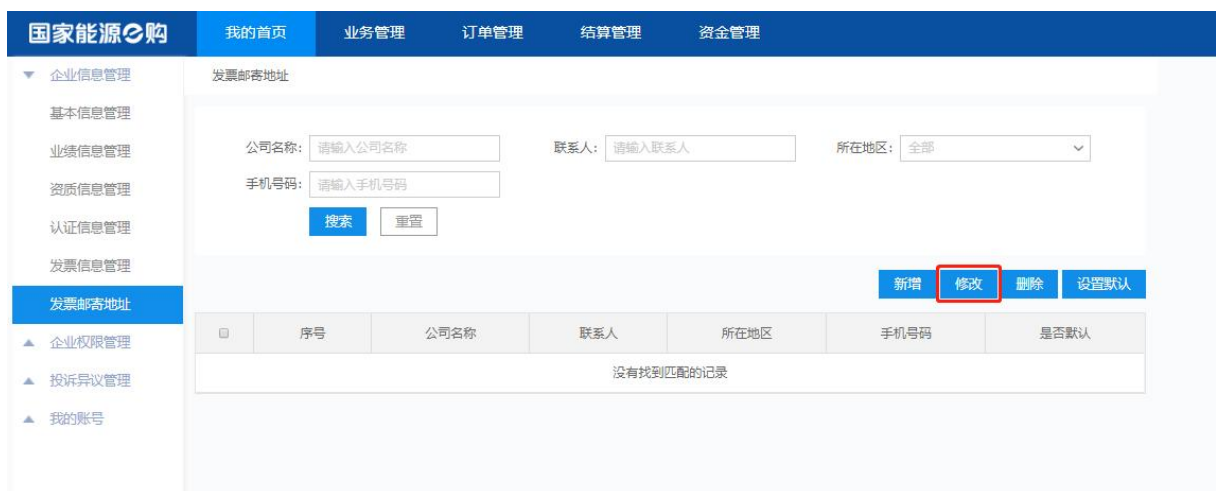 国家能源e购 我的首页 业务管理 订单管理 结算管理 资金管理
企业信息管理 发票邮寄地址
基本信息管理
业绩信息管理 公司名称: 请输入公司名称 联系人: 请输入联系人 所在地区: 全部
资质信息管理 手机号码: 请输入手机号码
认证信息管理 搜索 重置
发票信息管理
新增 修改 删除 设置默认
发票邮寄地址
序号 公司名称 联系人 所在地区 手机号码 是否默认
企业权限管理
没有找到匹配的记录
投诉异议管理
我的账号